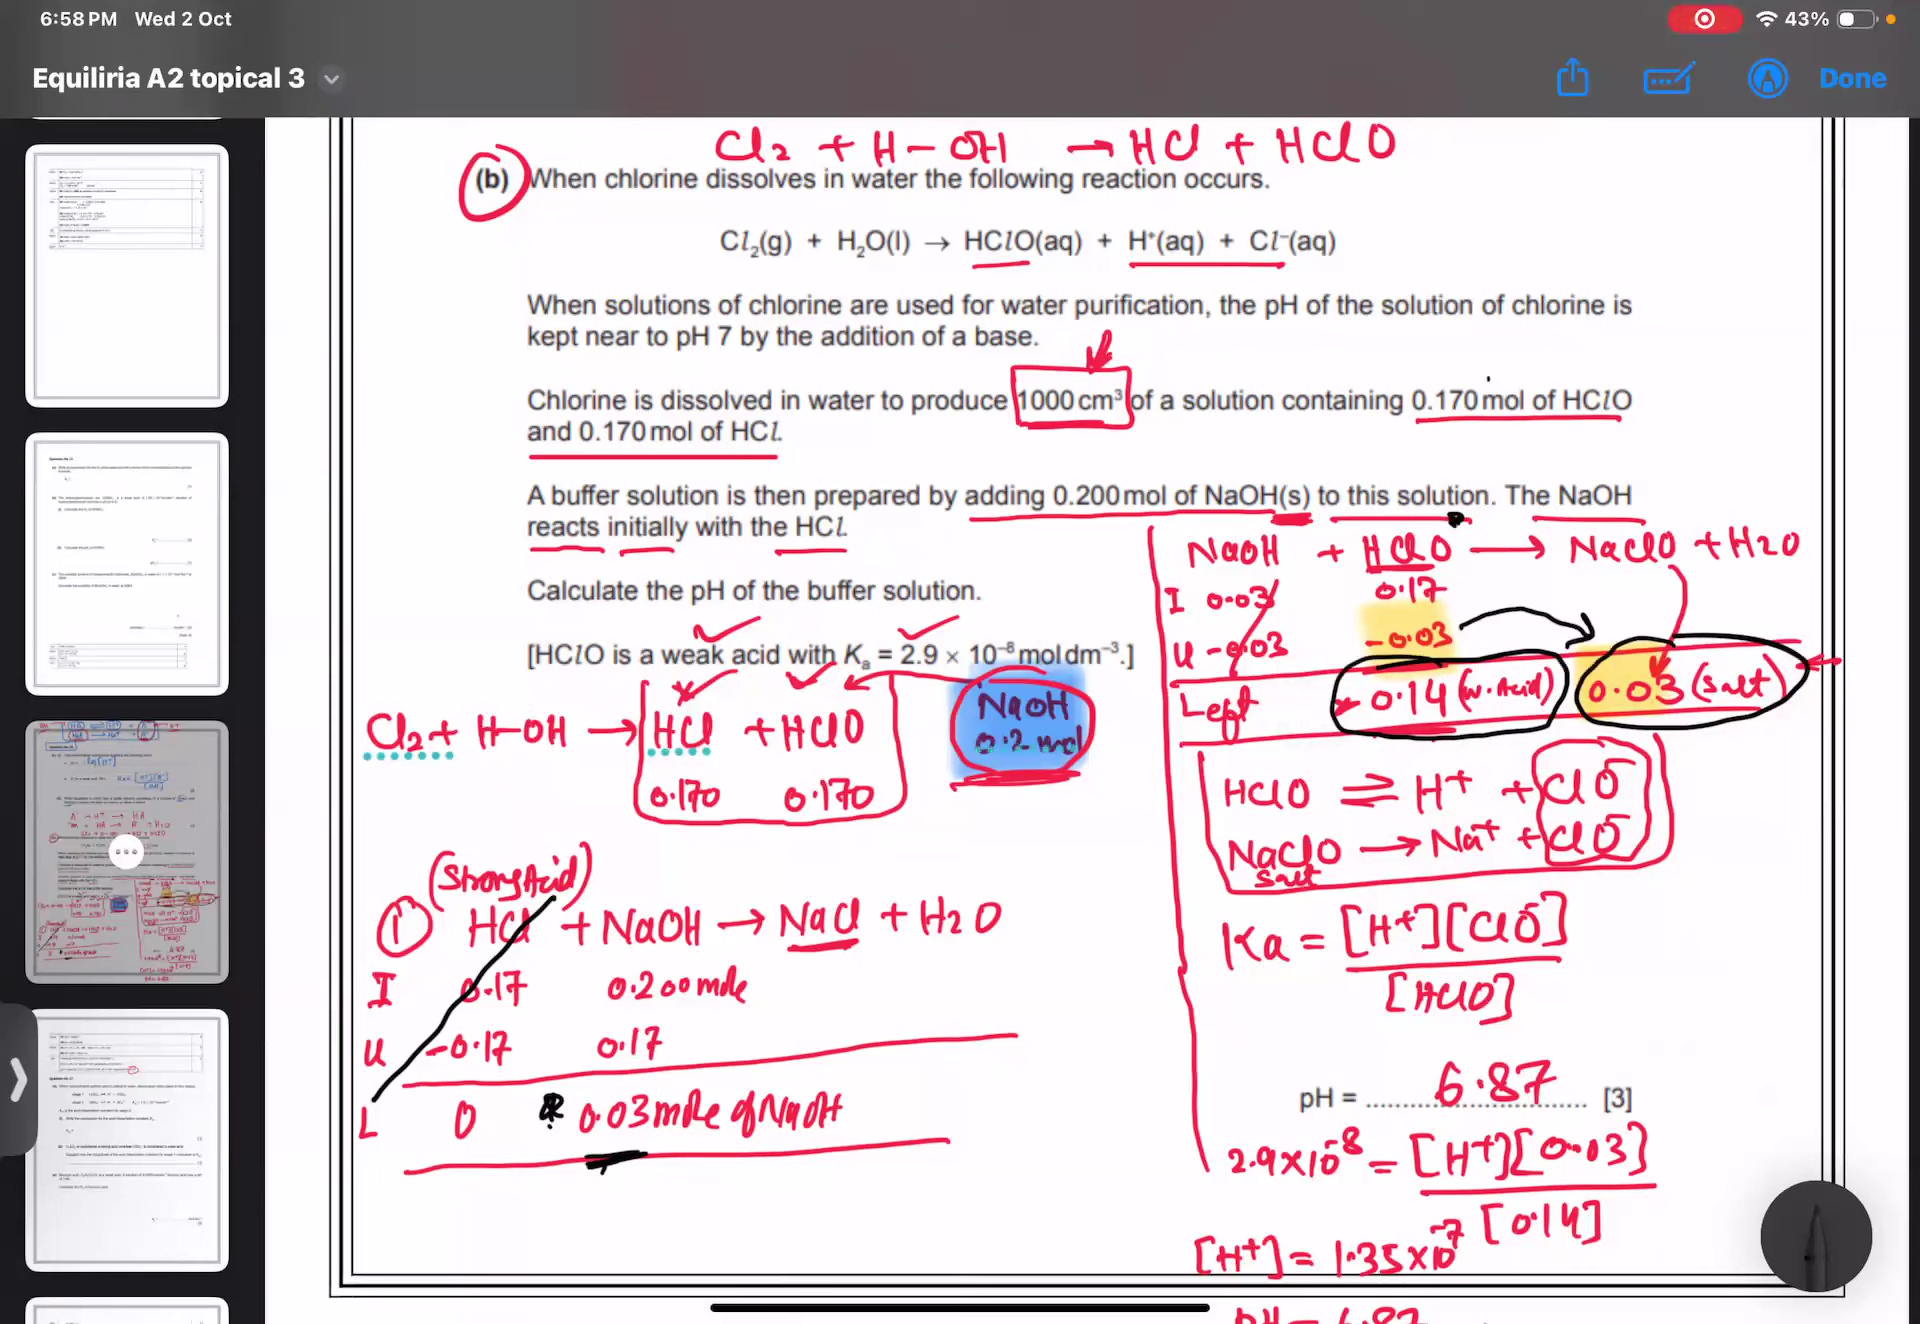 6:58 PM Wed 2 Oct
43%
Equiliria A2 topical 3
Done
Cl2 + H-OH → HCl + HClO
(b) When chlorine dissolves in water the following reaction occurs.
Cl₂(g) + H₂O(l) → HClO(aq) + H⁺(aq) + Cl⁻(aq)
When solutions of chlorine are used for water purification, the pH of the solution of chlorine is
kept near to pH 7 by the addition of a base.
Chlorine is dissolved in water to produce 1000 cm³ of a solution containing 0.170 mol of HClO
and 0.170 mol of HCl.
A buffer solution is then prepared by adding 0.200 mol of NaOH(s) to this solution. The NaOH
reacts initially with the HCl.
Calculate the pH of the buffer solution.
[HClO is a weak acid with Kₐ = 2.9 × 10⁻⁸ mol dm⁻³.]
NaOH + HClO → NaClO + H2O
I 0.03 0.17
U -0.03 -0.03
Left 0.14 (w.Acid) 0.03 (salt)
Cl2 + H-OH → HCl + HClO
0.170 0.170
NaOH
0.2 mol
HClO ⇌ H+ + ClO⁻
NaClO → Na+ + ClO⁻
salt
(Strong Acid)
① HCl + NaOH → NaCl + H2O
I 0.17 0.200 mole
U -0.17 0.17
L 0 0.03 mole of NaOH
Ka = [H+][ClO⁻]
[HClO]
pH = 6.87 [3]
2.9×10⁻⁸ = [H+][0.03]
[0.14]
[H+] = 1.35×10⁻⁷
pH = 6.87